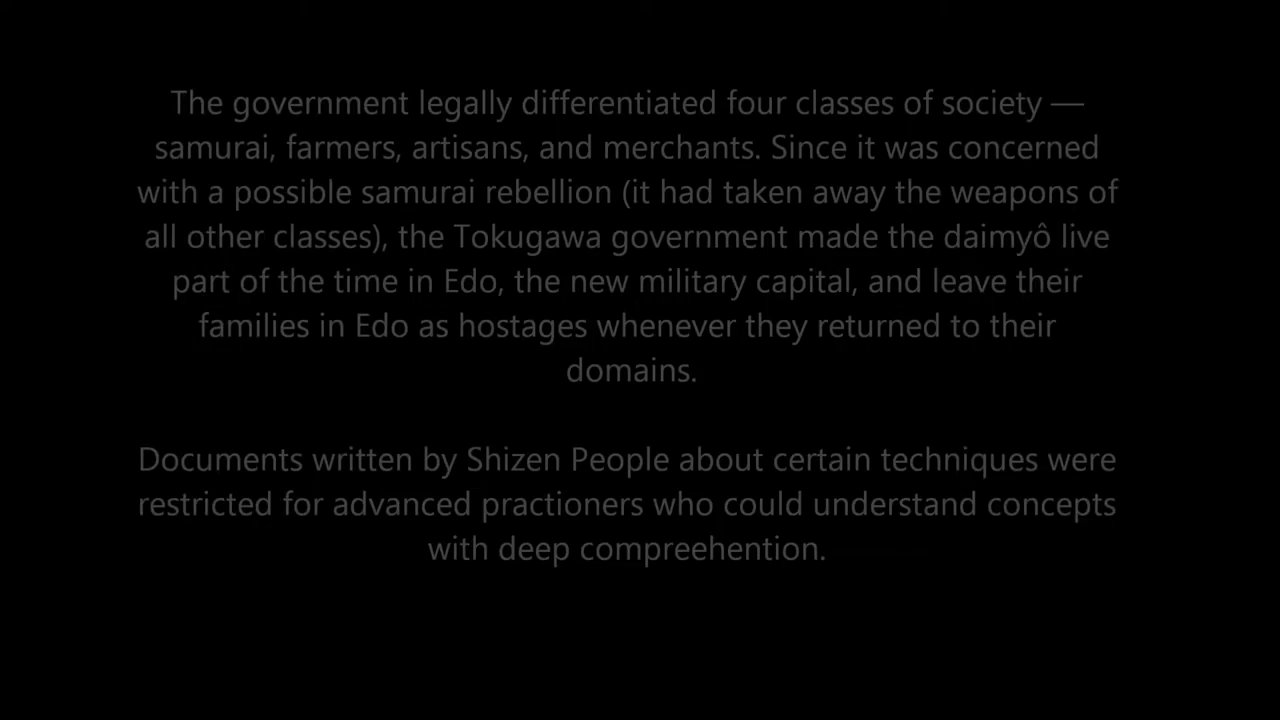 The government legally differentiated four classes of society —
samurai, farmers, artisans, and merchants. Since it was concerned
with a possible samurai rebellion (it had taken away the weapons of
all other classes), the Tokugawa government made the daimyô live
part of the time in Edo, the new military capital, and leave their
families in Edo as hostages whenever they returned to their
domains.
Documents written by Shizen People about certain techniques were
restricted for advanced practioners who could understand concepts
with deep compreehention.